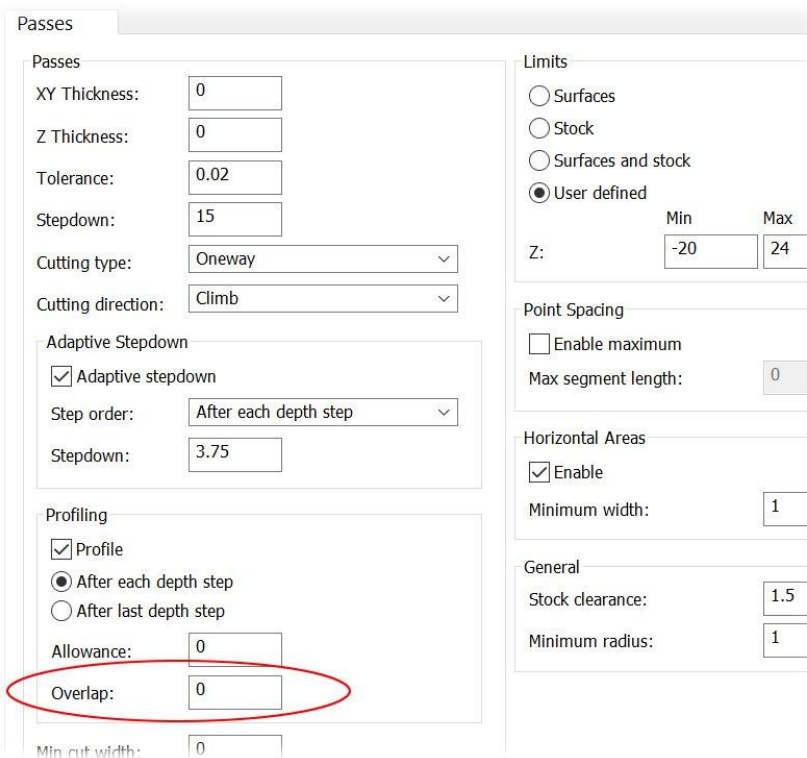 Passes
Passes
XY Thickness: 0
Z Thickness: 0
Tolerance: 0.02
Stepdown: 15
Cutting type: Oneway
Cutting direction: Climb
Adaptive Stepdown
Adaptive stepdown
Step order: After each depth step
Stepdown: 3.75
Profiling
Profile
After each depth step
After last depth step
Allowance: 0
Overlap: 0
Min cut width: 0
Limits
Surfaces
Stock
Surfaces and stock
User defined
Min Max
Z: -20 24
Point Spacing
Enable maximum
Max segment length: 0
Horizontal Areas
Enable
Minimum width: 1
General
Stock clearance: 1.5
Minimum radius: 1